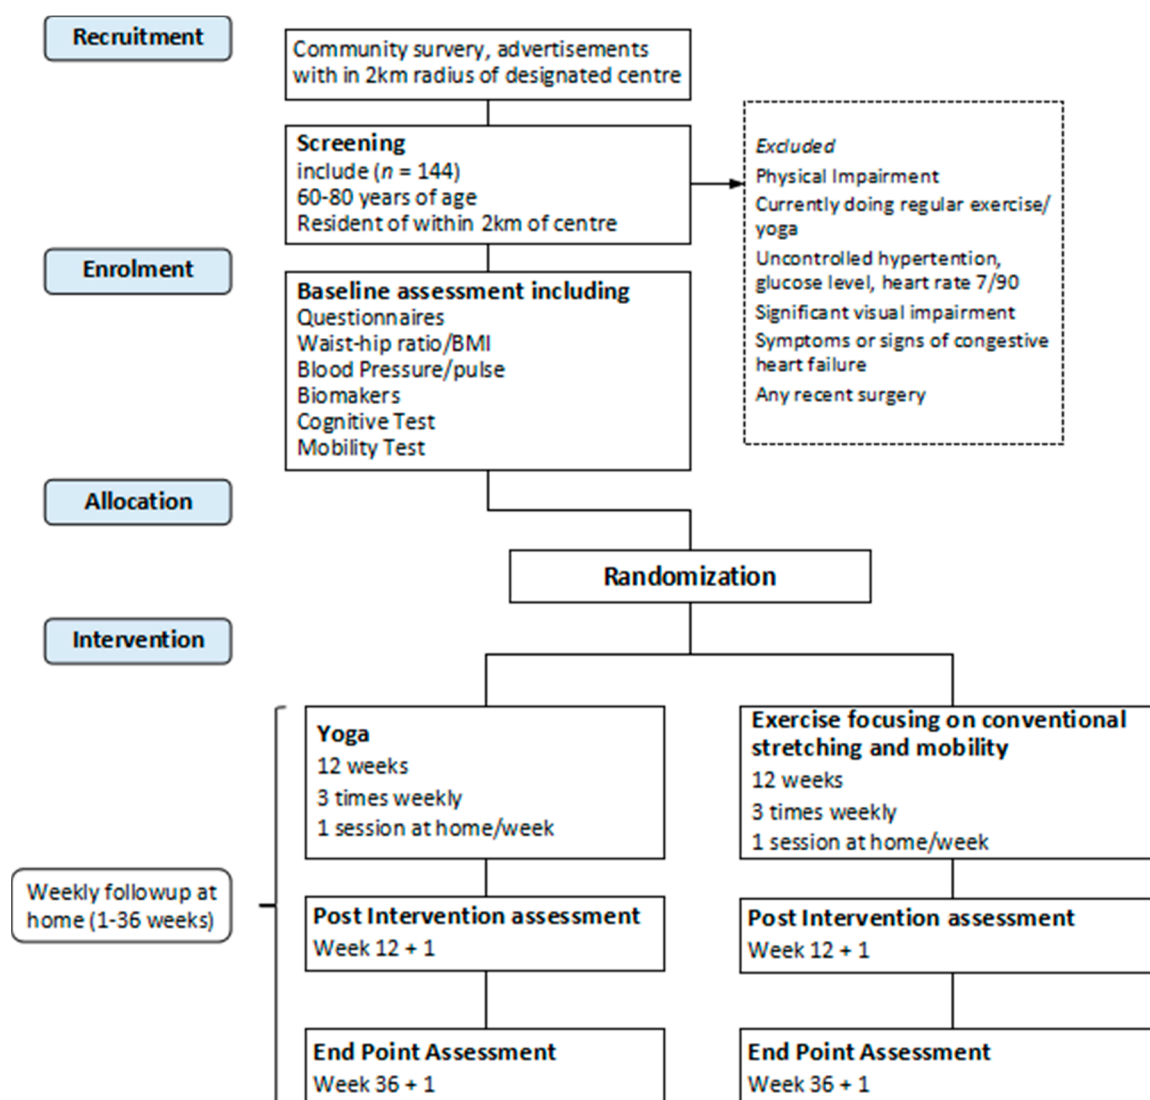 Recruitment
Community survery, advertisements
with in 2km radius of designated centre
Screening
include (n = 144)
60-80 years of age
Resident of within 2km of centre
Excluded
Physical Impairment
Currently doing regular exercise/
yoga
Uncontrolled hypertention,
glucose level, heart rate 7/90
Significant visual impairment
Symptoms or signs of congestive
heart failure
Any recent surgery
Enrolment
Baseline assessment including
Questionnaires
Waist-hip ratio/BMI
Blood Pressure/pulse
Biomakers
Cognitive Test
Mobility Test
Allocation
Randomization
Intervention
Yoga
12 weeks
3 times weekly
1 session at home/week
Exercise focusing on conventional
stretching and mobility
12 weeks
3 times weekly
1 session at home/week
Weekly followup at
home (1-36 weeks)
Post Intervention assessment
Week 12 + 1
Post Intervention assessment
Week 12 + 1
End Point Assessment
Week 36 + 1
End Point Assessment
Week 36 + 1